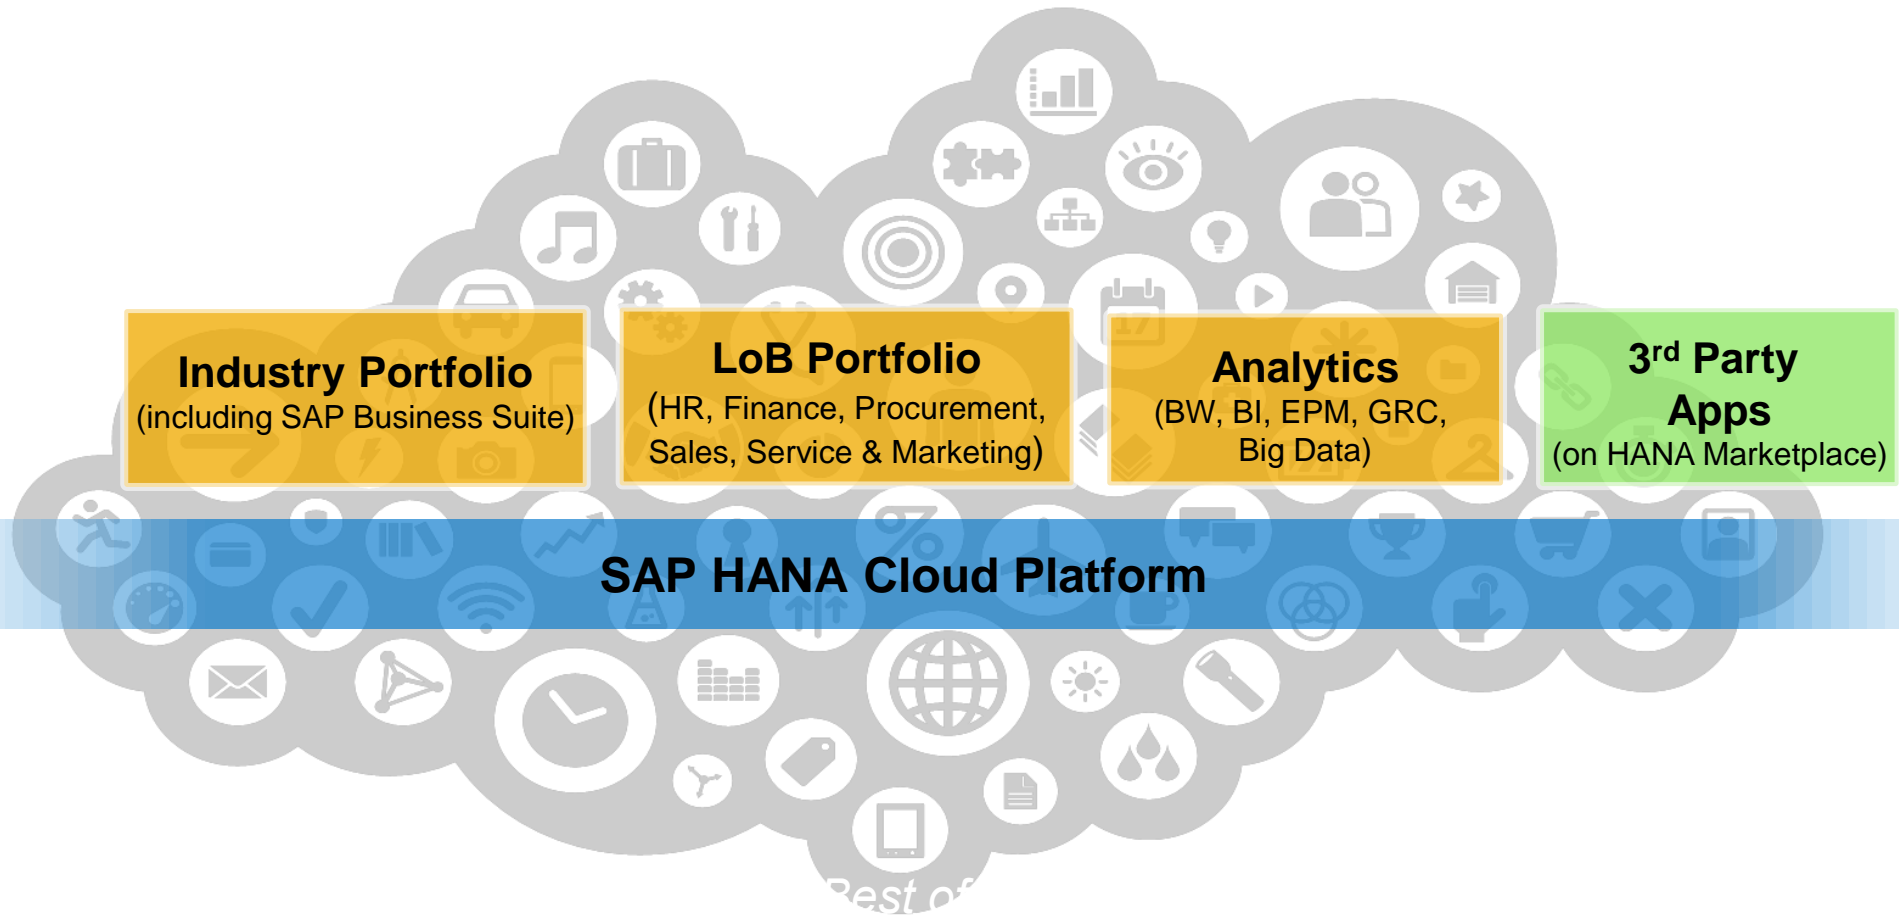 Industry Portfolio
(including SAP Business Suite)
LoB Portfolio
(HR, Finance, Procurement,
Sales, Service & Marketing)
17
Analytics
(BW, BI, EPM, GRC,
Big Data)
3rd Party
Apps
(on HANA Marketplace)
SAP HANA Cloud Platform
Best of